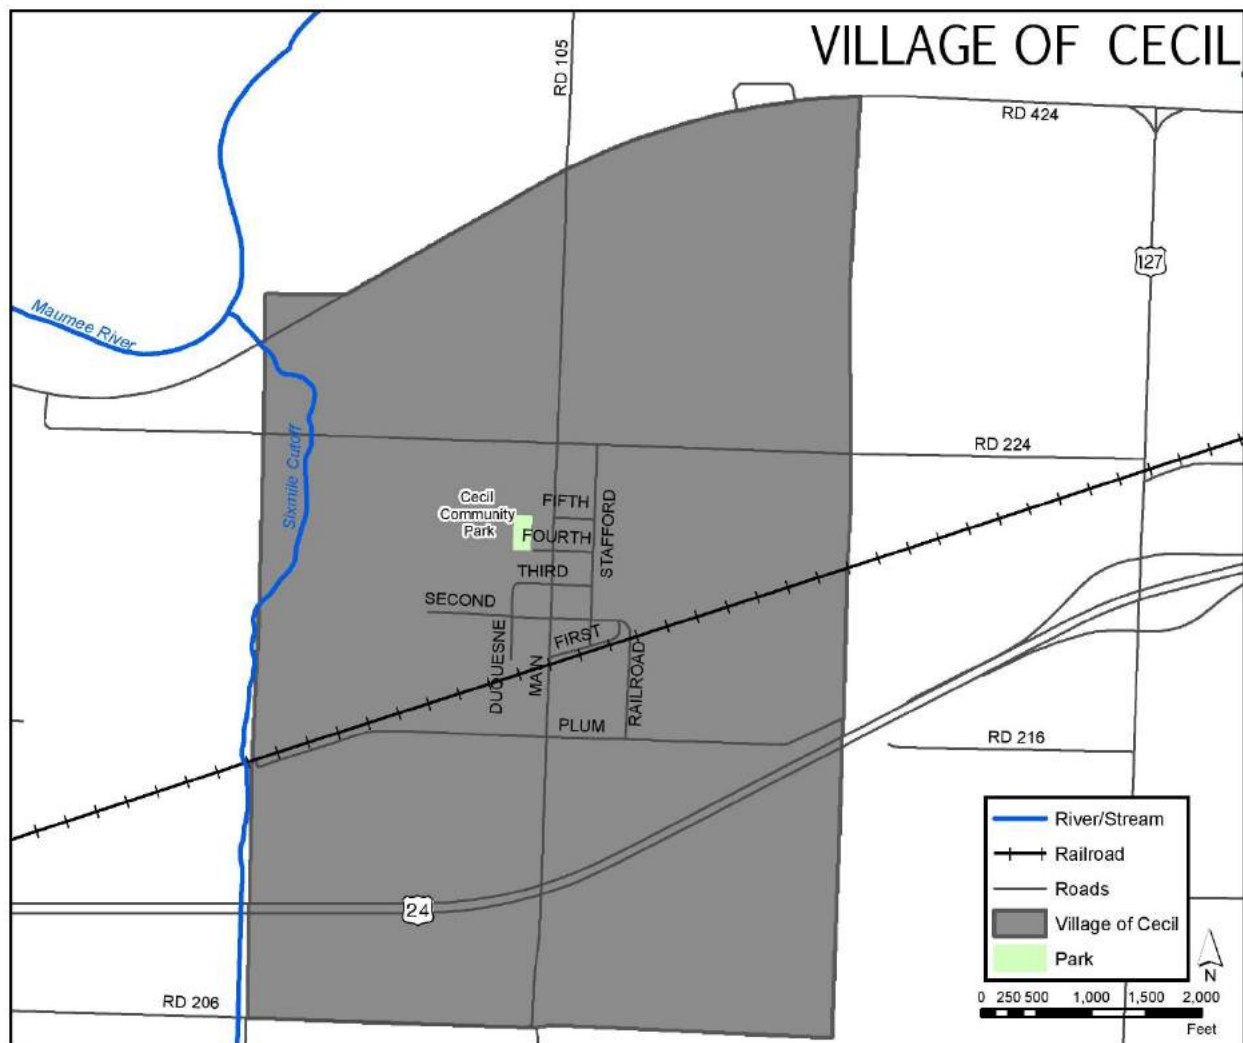 VILLAGE OF CECIL
RD 105
RD 424
127
Maumee River
Sixmile Cutoff
RD 224
Cecil
Community
Park
FIFTH
FOURTH
STAFFORD
THIRD
SECOND
FIRST
DUQUESNE
MAIN
RAILROAD
PLUM
RD 216
24
RD 206
River/Stream
Railroad
Roads
Village of Cecil
Park
N
0 250 500 1,000 1,500 2,000
Feet